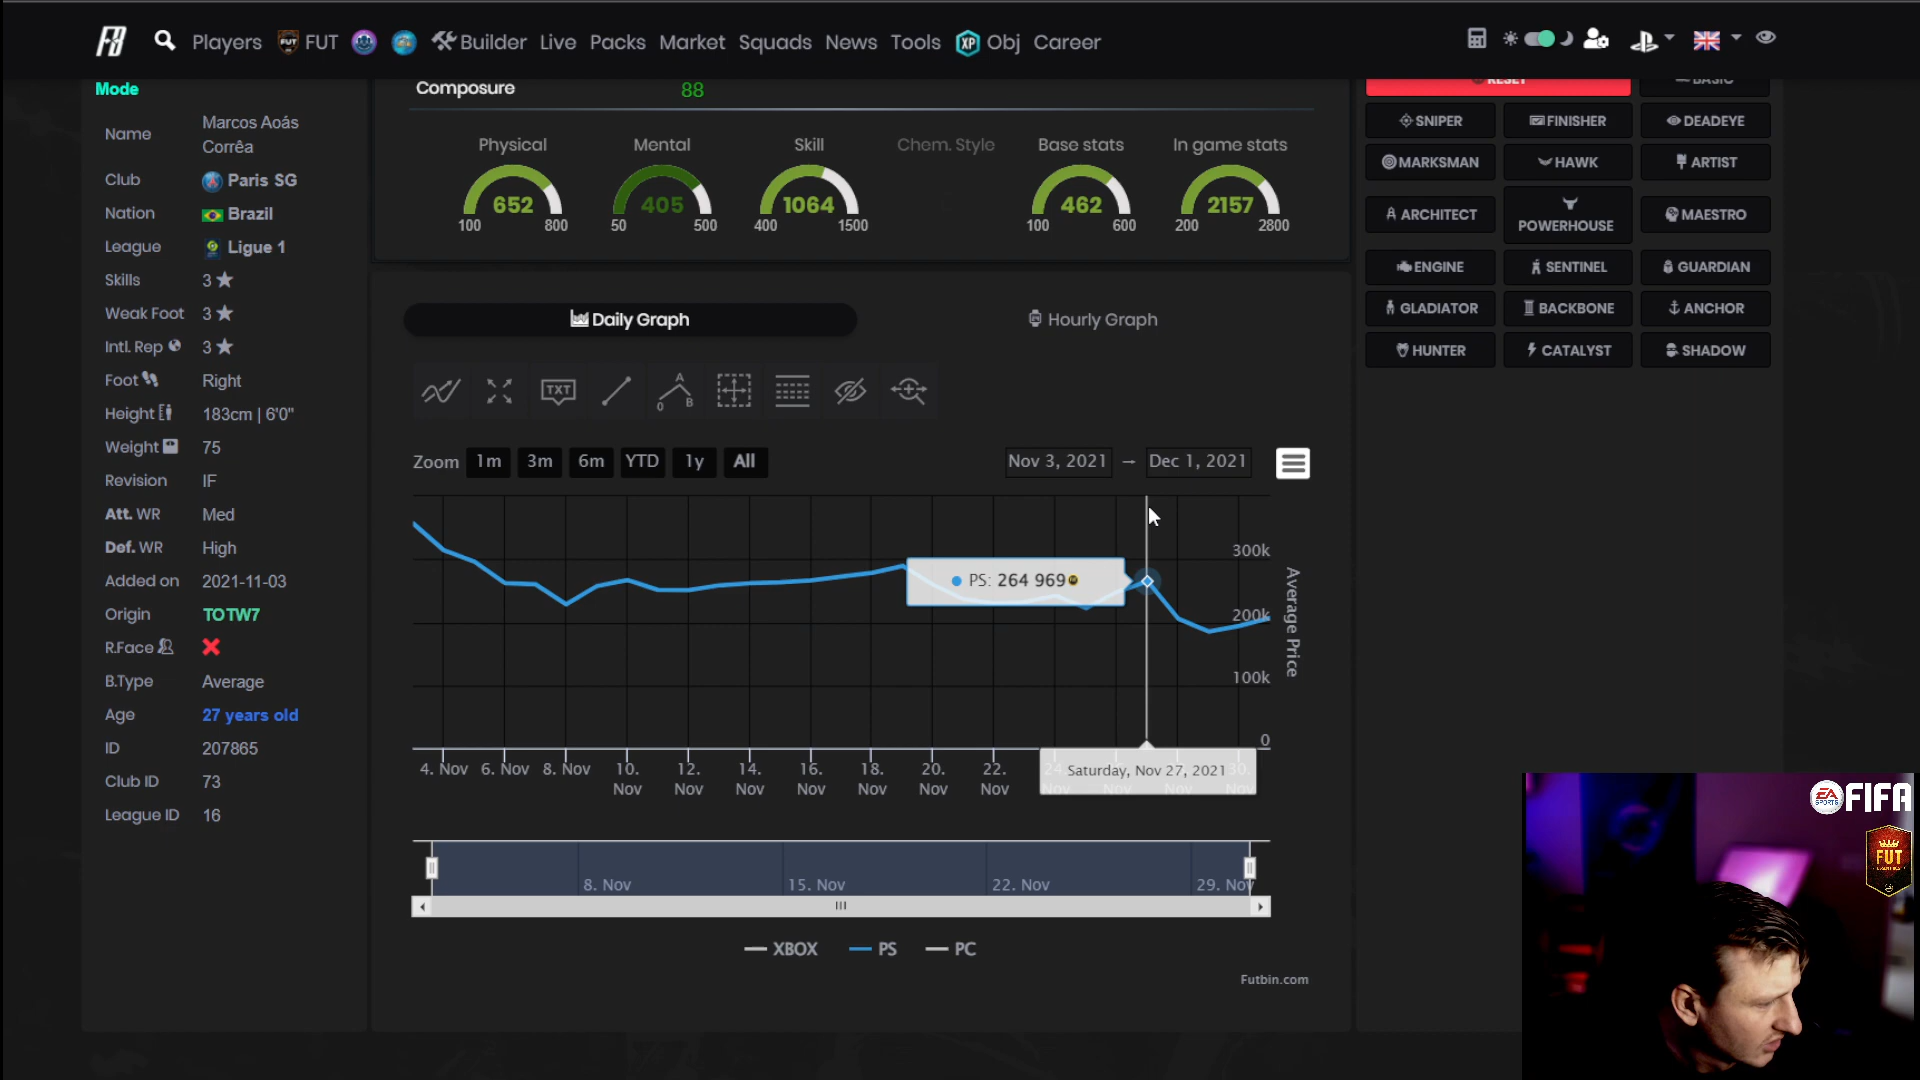 Players FUT Builder Live Packs Market Squads News Tools XP Obj Career
Mode
Name Marcos Aoás Corrêa
Club Paris SG
Nation Brazil
League Ligue 1
Skills 3
Weak Foot 3
Intl. Rep 3
Foot Right
Height 183cm | 6'0"
Weight 75
Revision IF
Att. WR Med
Def. WR High
Added on 2021-11-03
Origin TOTW7
R.Face
B.Type Average
Age 27 years old
ID 207865
Club ID 73
League ID 16
Composure 88
Physical Mental Skill Chem. Style Base stats In game stats
652 405 1064 462 2157
100 800 50 500 400 1500 100 600 200 2800
Daily Graph Hourly Graph
TXT A 0 B
Zoom 1m 3m 6m YTD 1y All Nov 3, 2021 → Dec 1, 2021
300k
PS: 264 969
200k
100k
0
Average Price
4. Nov 6. Nov 8. Nov 10. Nov 12. Nov 14. Nov 16. Nov 18. Nov 20. Nov 22. Nov
Saturday, Nov 27, 2021
8. Nov 15. Nov 22. Nov 29. Nov
XBOX PS PC
Futbin.com
RESET BASIC
SNIPER FINISHER DEADEYE
MARKSMAN HAWK ARTIST
ARCHITECT POWERHOUSE MAESTRO
ENGINE SENTINEL GUARDIAN
GLADIATOR BACKBONE ANCHOR
HUNTER CATALYST SHADOW
EA SPORTS FIFA
FUT